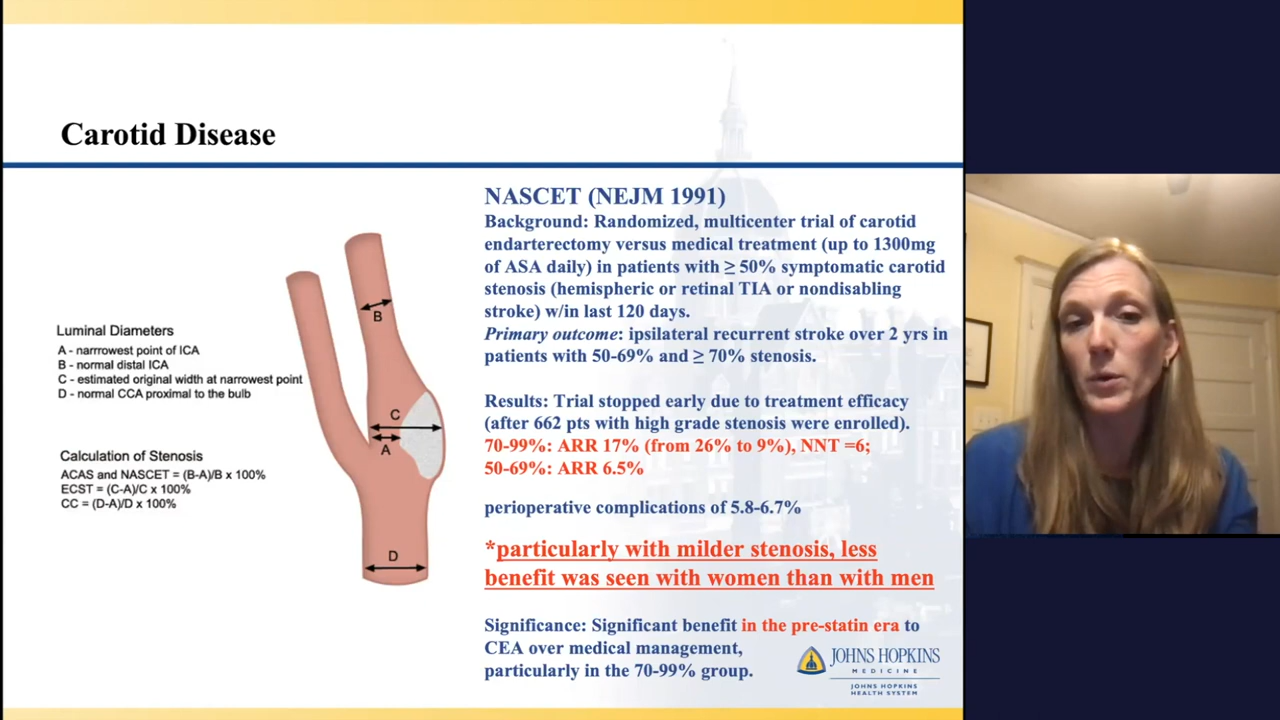 Carotid Disease
Luminal Diameters
A - narrrowest point of ICA
B - normal distal ICA
C - estimated original width at narrowest point
D - normal CCA proximal to the bulb
Calculation of Stenosis
ACAS and NASCET = (B-A)/B x 100%
ECST = (C-A)/C x 100%
CC = (D-A)/D x 100%
B
C
A
D
NASCET (NEJM 1991)
Background: Randomized, multicenter trial of carotid
endarterectomy versus medical treatment (up to 1300mg
of ASA daily) in patients with ≥ 50% symptomatic carotid
stenosis (hemispheric or retinal TIA or nondisabling
stroke) w/in last 120 days.
Primary outcome: ipsilateral recurrent stroke over 2 yrs in
patients with 50-69% and ≥ 70% stenosis.
Results: Trial stopped early due to treatment efficacy
(after 662 pts with high grade stenosis were enrolled).
70-99%: ARR 17% (from 26% to 9%), NNT =6;
50-69%: ARR 6.5%
perioperative complications of 5.8-6.7%
*particularly with milder stenosis, less
benefit was seen with women than with men
Significance: Significant benefit in the pre-statin era to
CEA over medical management,
particularly in the 70-99% group.
JOHNS HOPKINS
MEDICINE
JOHNS HOPKINS
HEALTH SYSTEM